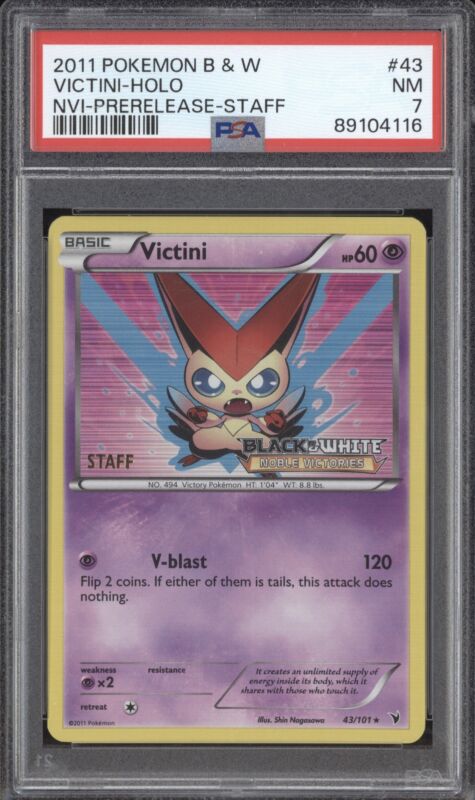 2011 POKEMON B & W #43
VICTINI-HOLO NM
NVI-PRERELEASE-STAFF 7
PSA 89104116
BASIC Victini HP60
STAFF
BLACK & WHITE
NOBLE VICTORIES
NO. 494 Victory Pokémon HT: 1'04" WT: 8.8 lbs.
V-blast 120
Flip 2 coins. If either of them is tails, this attack does
nothing.
weakness resistance
×2
retreat
It creates an unlimited supply of
energy inside its body, which it
shares with those who touch it.
©2011 Pokémon Illus. Shin Nagasawa 43/101 ★
PSA